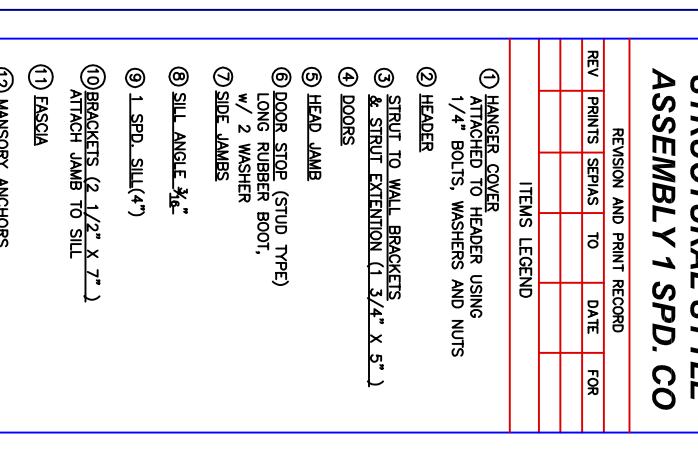 ASSEMBLY 1 SPD. CO
REVISION AND PRINT RECORD
REV PRINTS SEPIAS TO DATE FOR
ITEMS LEGEND
1 HANGER COVER
ATTACHED TO HEADER USING
1/4" BOLTS, WASHERS AND NUTS
2 HEADER
3 STRUT TO WALL BRACKETS
& STRUT EXTENTION (1 3/4" X 5" )
4 DOORS
5 HEAD JAMB
6 DOOR STOP (STUD TYPE)
LONG RUBBER BOOT,
W/ 2 WASHER
7 SIDE JAMBS
8 SILL ANGLE 3/16"
9 1 SPD. SILL(4")
10 BRACKETS (2 1/2" X 7" )
ATTACH JAMB TO SILL
11 FASCIA
12 MANSORY ANCHORS